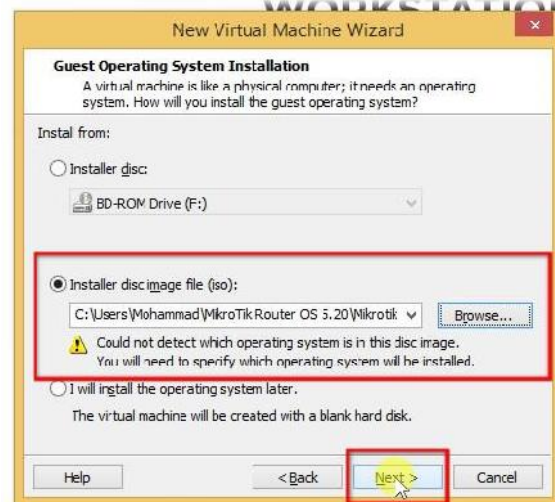 WORKSTATION
New Virtual Machine Wizard
Guest Operating System Installation
A virtual machine is like a physical computer; it needs an operating
system. How will you install the guest operating system?
Instal from:
Installer disc:
BD-ROM Drive (F:)
Installer disc image file (iso):
C:\Users\Mohammad\MikroTik Router OS 5.20\Mikrotik
Browse...
Could not detect which operating system is in this disc image.
You will need to specify which operating system will be installed.
I will install the operating system later.
The virtual machine will be created with a blank hard disk.
Help
< Back
Next >
Cancel